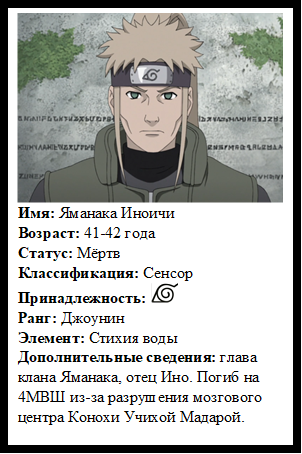 Имя: Яманака Иноичи
Возраст: 41-42 года
Статус: Мёртв
Классификация: Сенсор
Принадлежность:
Ранг: Джоунин
Элемент: Стихия воды
Дополнительные сведения: глава
клана Яманака, отец Ино. Погиб на
4МВШ из-за разрушения мозгового
центра Конохи Учихой Мадарой.